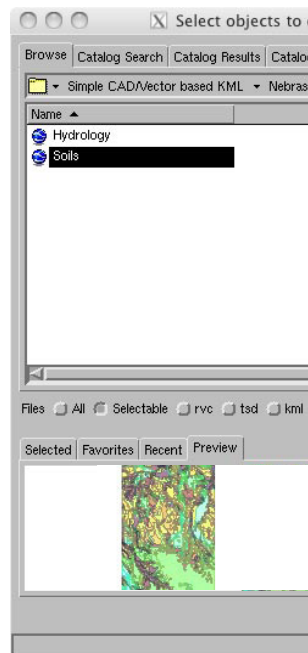 X Select objects to
Browse Catalog Search Catalog Results Catalo
Simple CAD/Vector based KML Nebras
Name
Hydrology
Soils
Files All Selectable rvc tsd kml
Selected Favorites Recent Preview